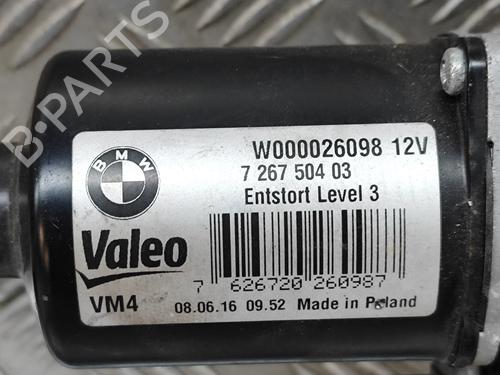 B-PARTS
BMW
W000026098 12V
7 267 504 03
Entstort Level 3
Valeo
7 626720 260987
VM4
08.06.16 09.52 Made in Poland